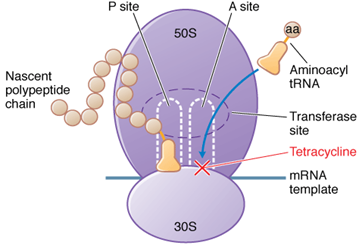 P site
A site
50S
aa
Nascent
polypeptide
chain
Aminoacyl
tRNA
Transferase
site
Tetracycline
mRNA
template
30S